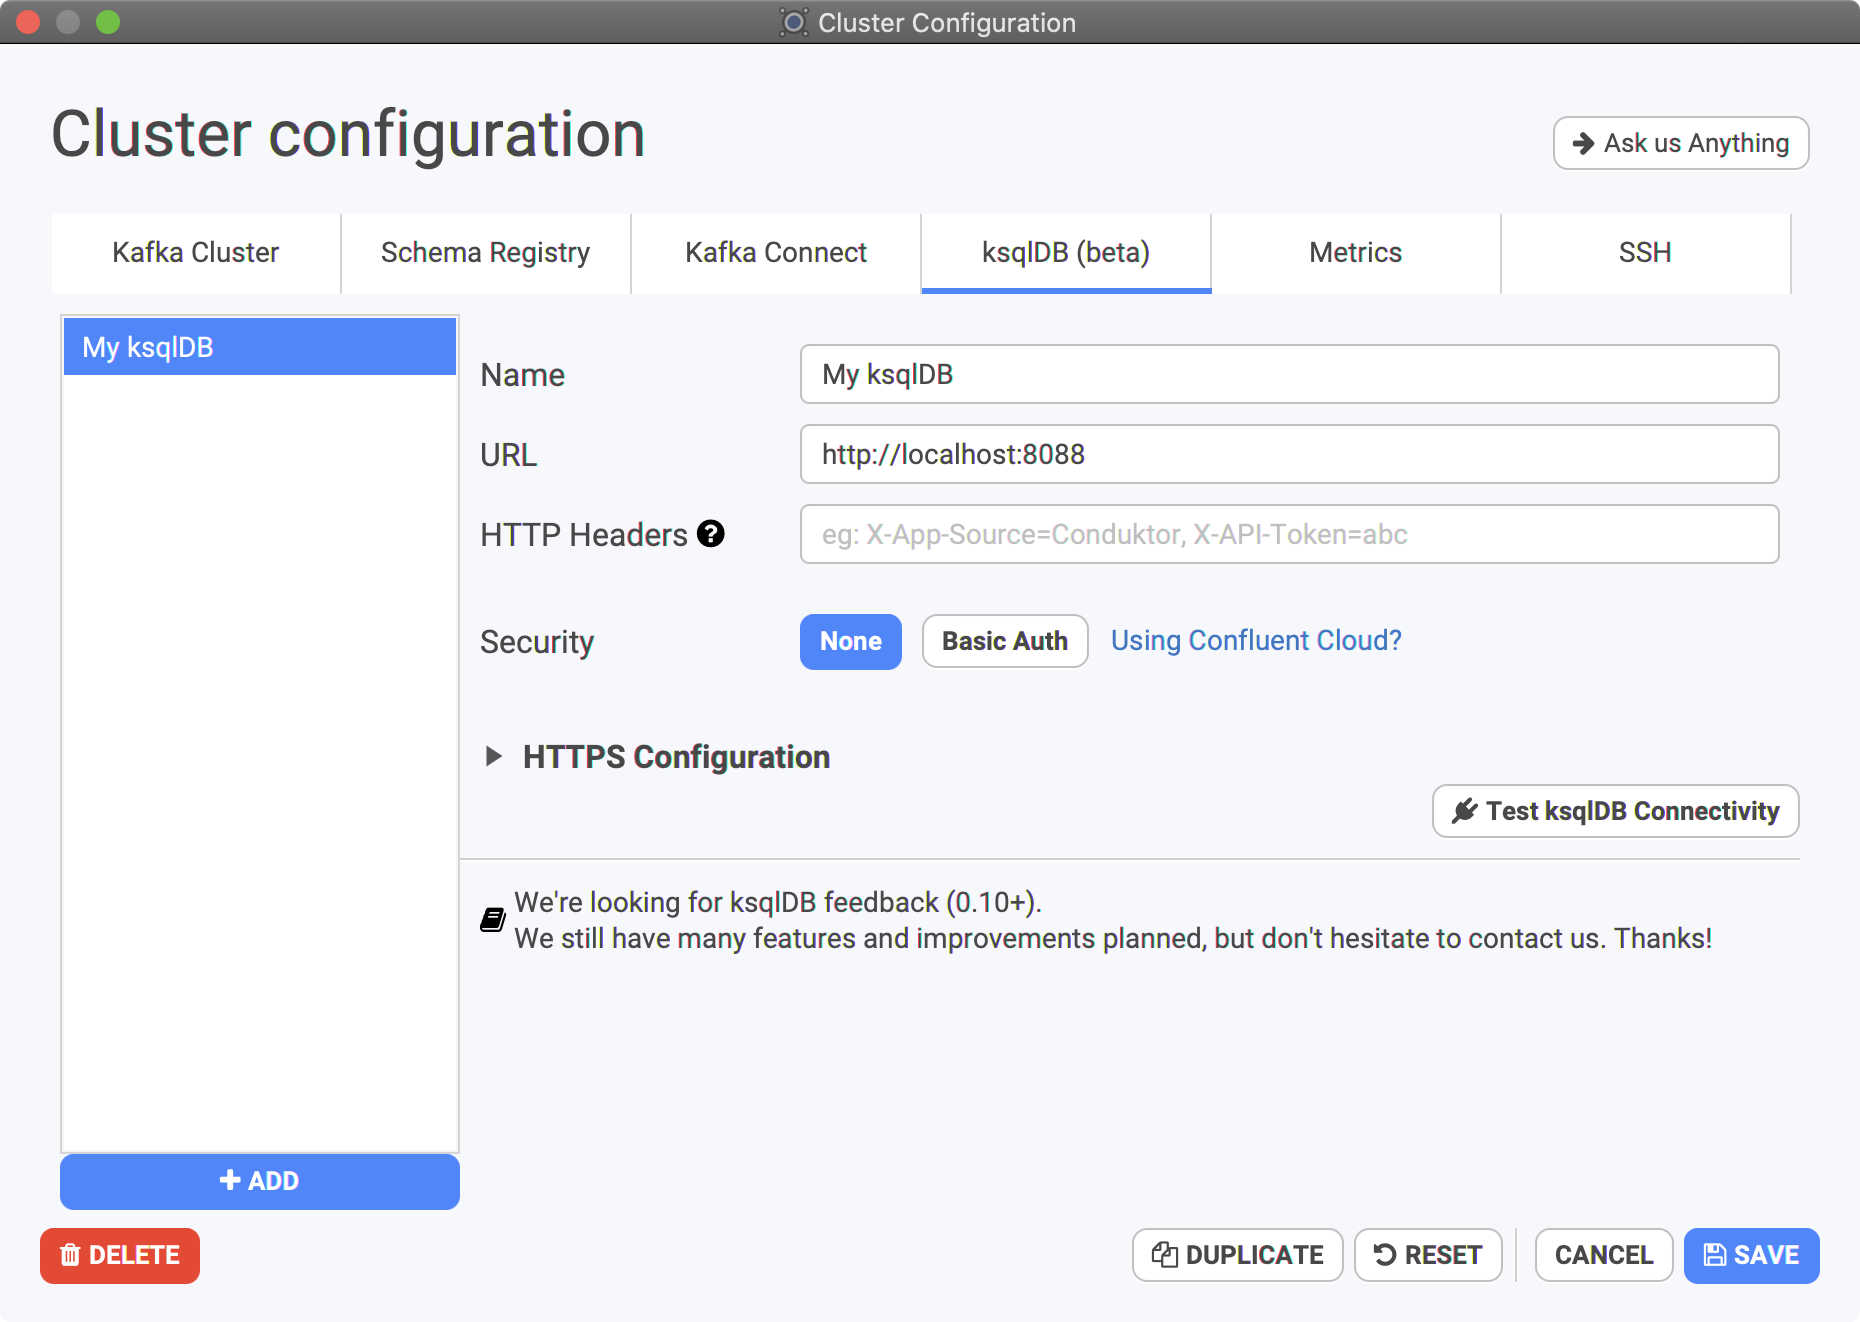 Cluster Configuration
Cluster configuration
Ask us Anything
Kafka Cluster
Schema Registry
Kafka Connect
ksqlDB (beta)
Metrics
SSH
My ksqlDB
Name
My ksqlDB
URL
http://localhost:8088
HTTP Headers ?
eg: X-App-Source=Conduktor, X-API-Token=abc
Security
None
Basic Auth
Using Confluent Cloud?
HTTPS Configuration
Test ksqlDB Connectivity
We're looking for ksqlDB feedback (0.10+).
We still have many features and improvements planned, but don't hesitate to contact us. Thanks!
+ ADD
DELETE
DUPLICATE
RESET
CANCEL
SAVE